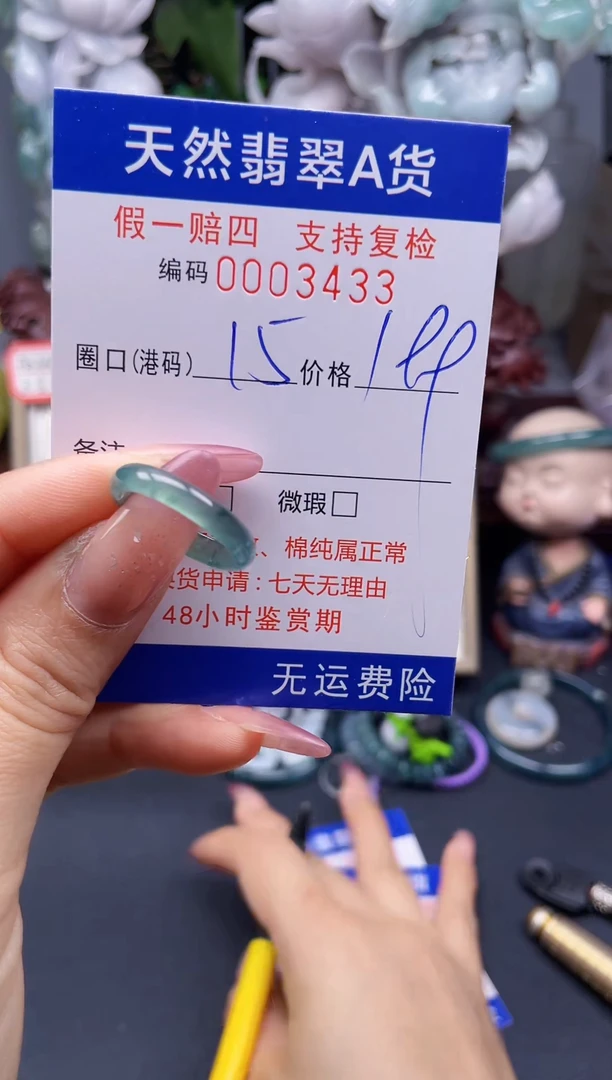 天然翡翠A货
假一赔四 支持复检
编码0003433
圈口(港码) 15 价格 199
备注
微瑕
、棉纯属正常
货申请:七天无理由
48小时鉴赏期
无运费险